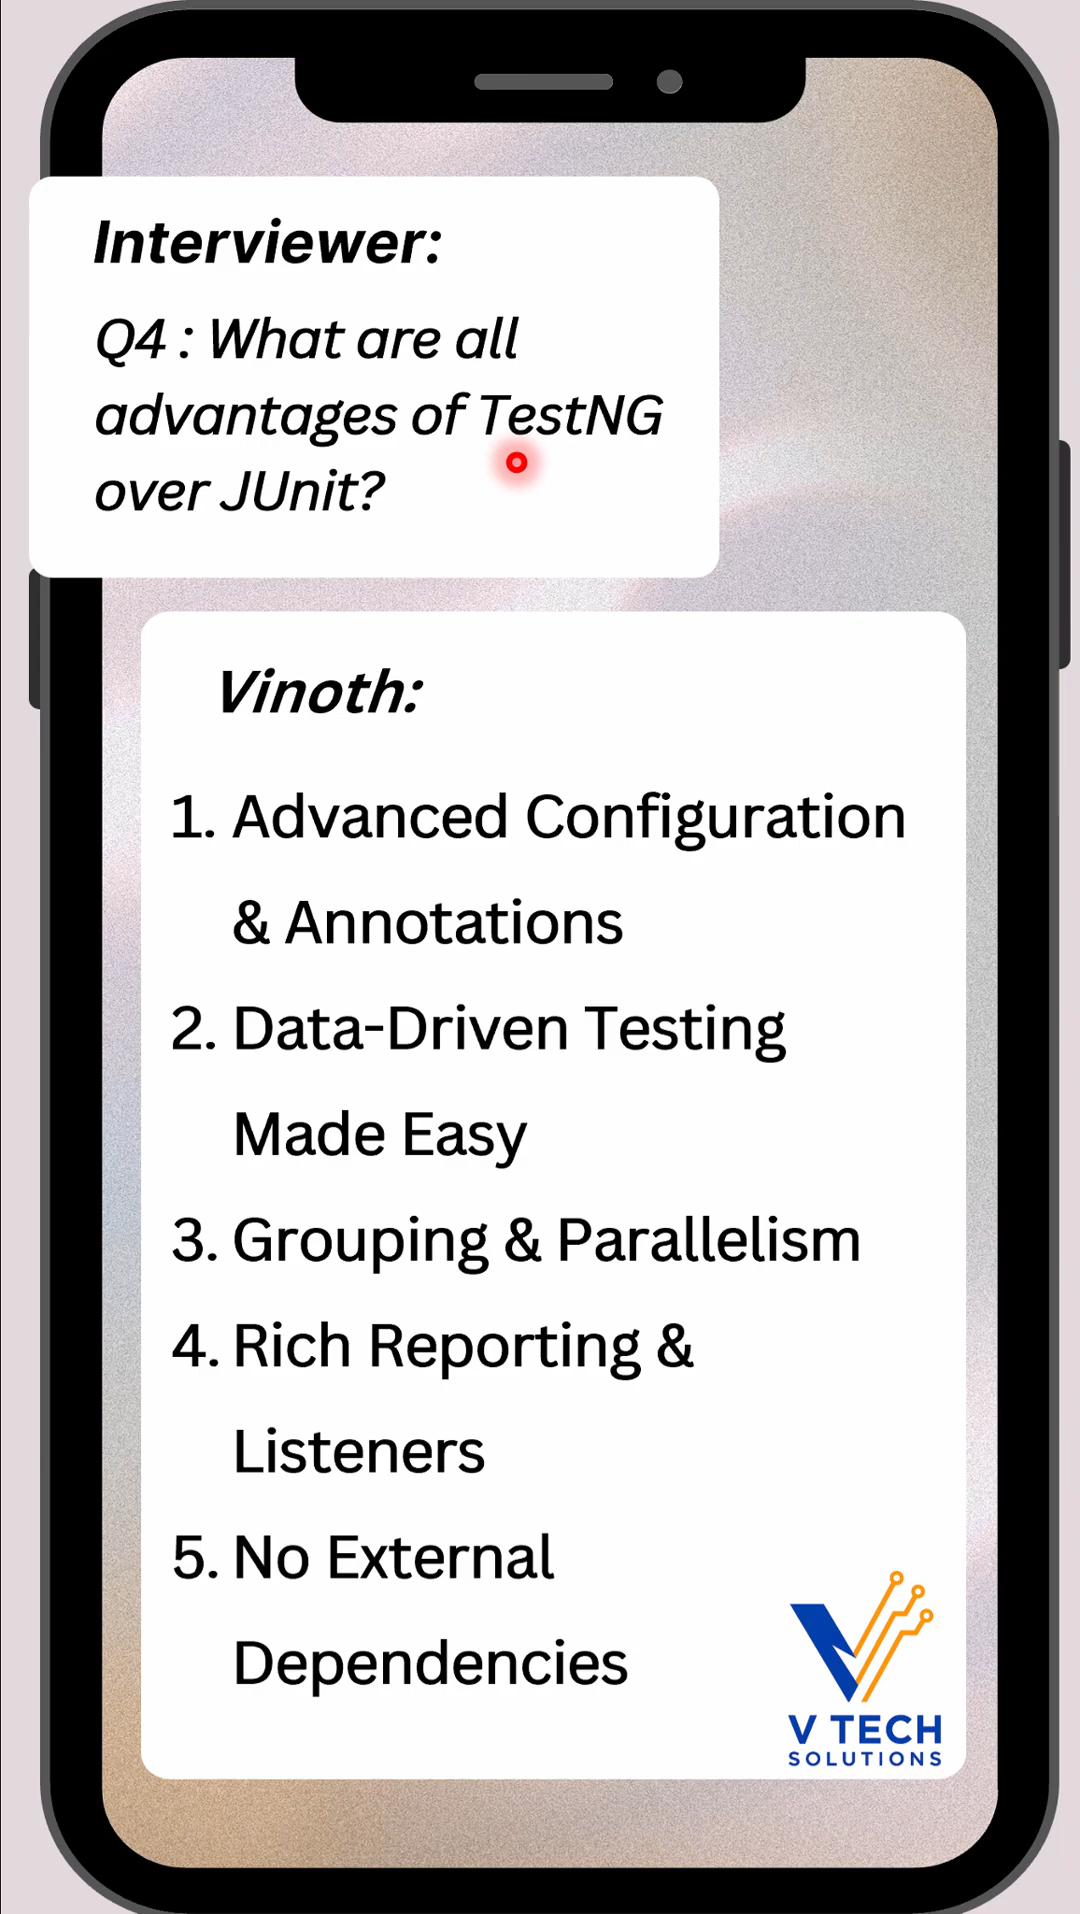 Interviewer:
Q4 : What are all
advantages of TestNG
over JUnit?
Vinoth:
1. Advanced Configuration
& Annotations
2. Data-Driven Testing
Made Easy
3. Grouping & Parallelism
4. Rich Reporting &
Listeners
5. No External
Dependencies
V TECH
SOLUTIONS